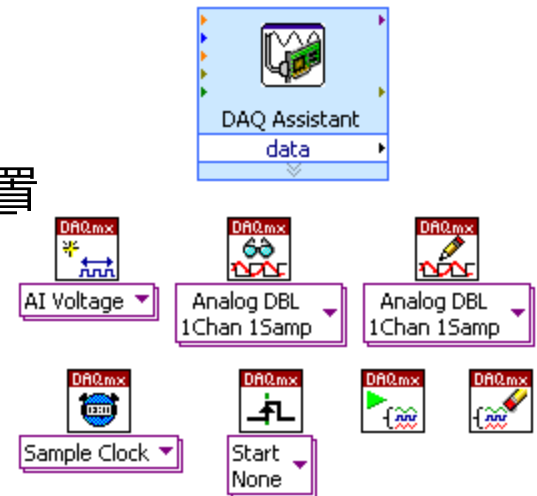 DAQ Assistant
data
置
DAQmx
DAQmx
DAQmx
AI Voltage
Analog DBL
1Chan 1Samp
Analog DBL
1Chan 1Samp
DAQmx
DAQmx
DAQmx
DAQmx
Sample Clock
Start
None